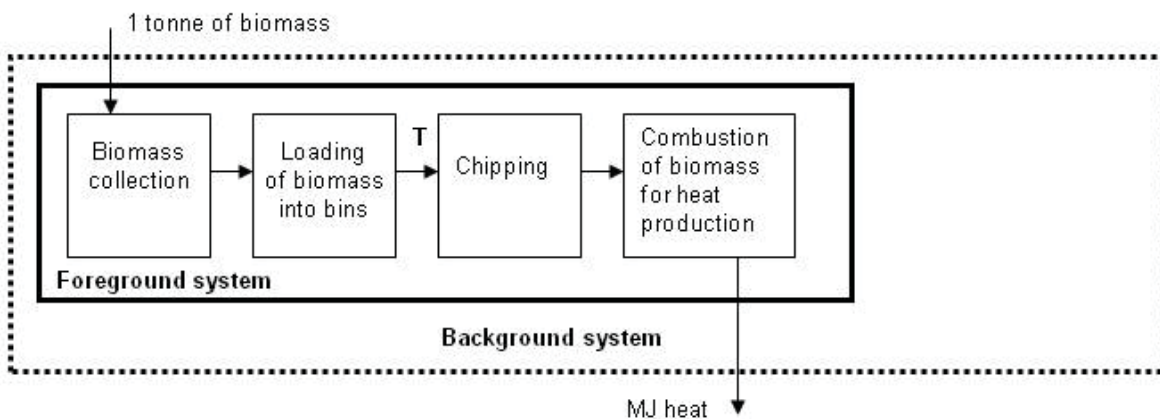 1 tonne of biomass
Biomass
collection
Loading
of biomass
into bins
T
Chipping
Combustion
of biomass
for heat
production
Foreground system
Background system
MJ heat